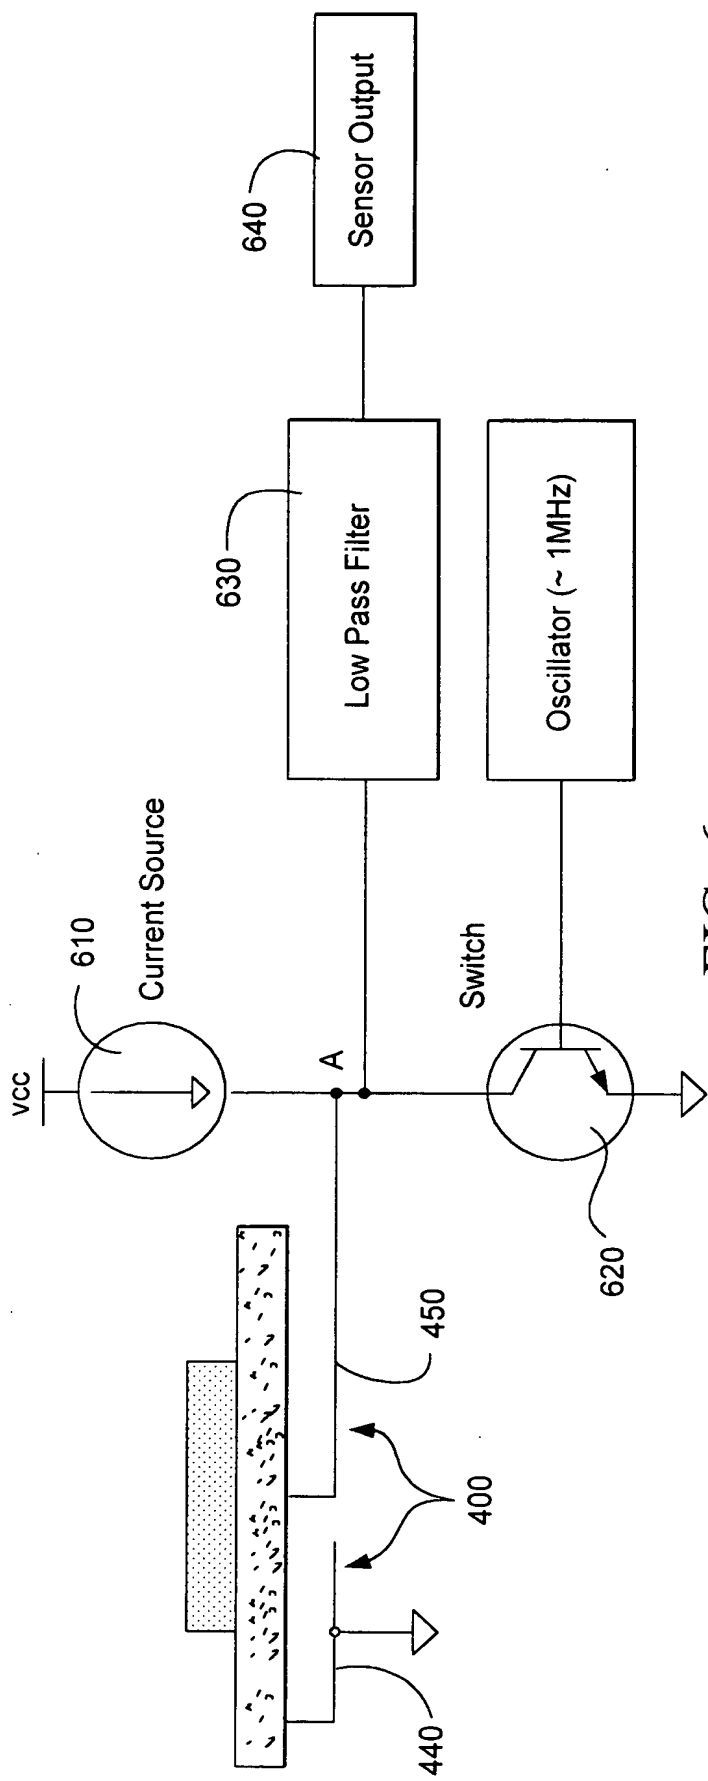 VCC
610
Current Source
A
450
400
440
Switch
620
630
Low Pass Filter
640
Sensor Output
Oscillator (~ 1MHz)